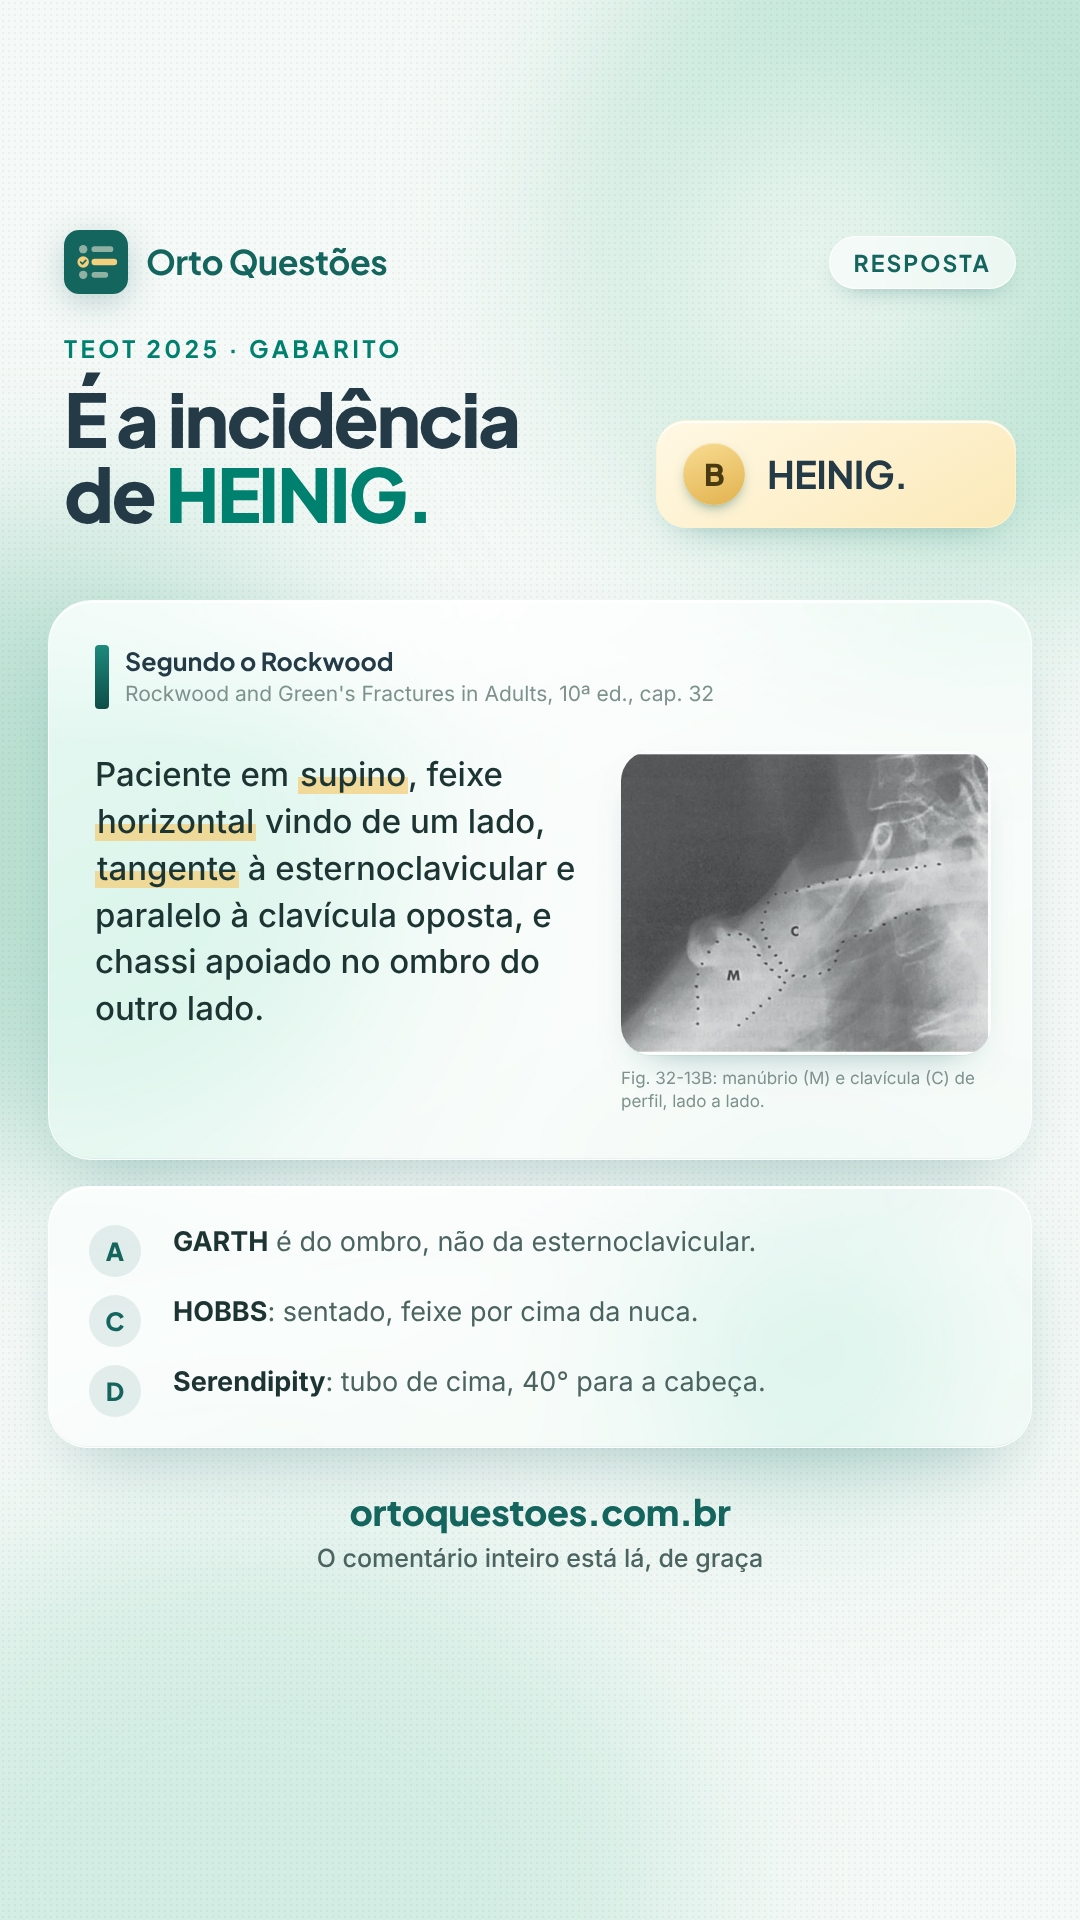 Orto Questões
RESPOSTA
TEOT 2025 · GABARITO
É a incidência
de HEINIG.
B HEINIG.
Segundo o Rockwood
Rockwood and Green's Fractures in Adults, 10ª ed., cap. 32
Paciente em supino, feixe
horizontal vindo de um lado,
tangente à esternoclavicular e
paralelo à clavícula oposta, e
chassi apoiado no ombro do
outro lado.
C
M
Fig. 32-13B: manúbrio (M) e clavícula (C) de
perfil, lado a lado.
A GARTH é do ombro, não da esternoclavicular.
C HOBBS: sentado, feixe por cima da nuca.
D Serendipity: tubo de cima, 40° para a cabeça.
ortoquestoes.com.br
O comentário inteiro está lá, de graça